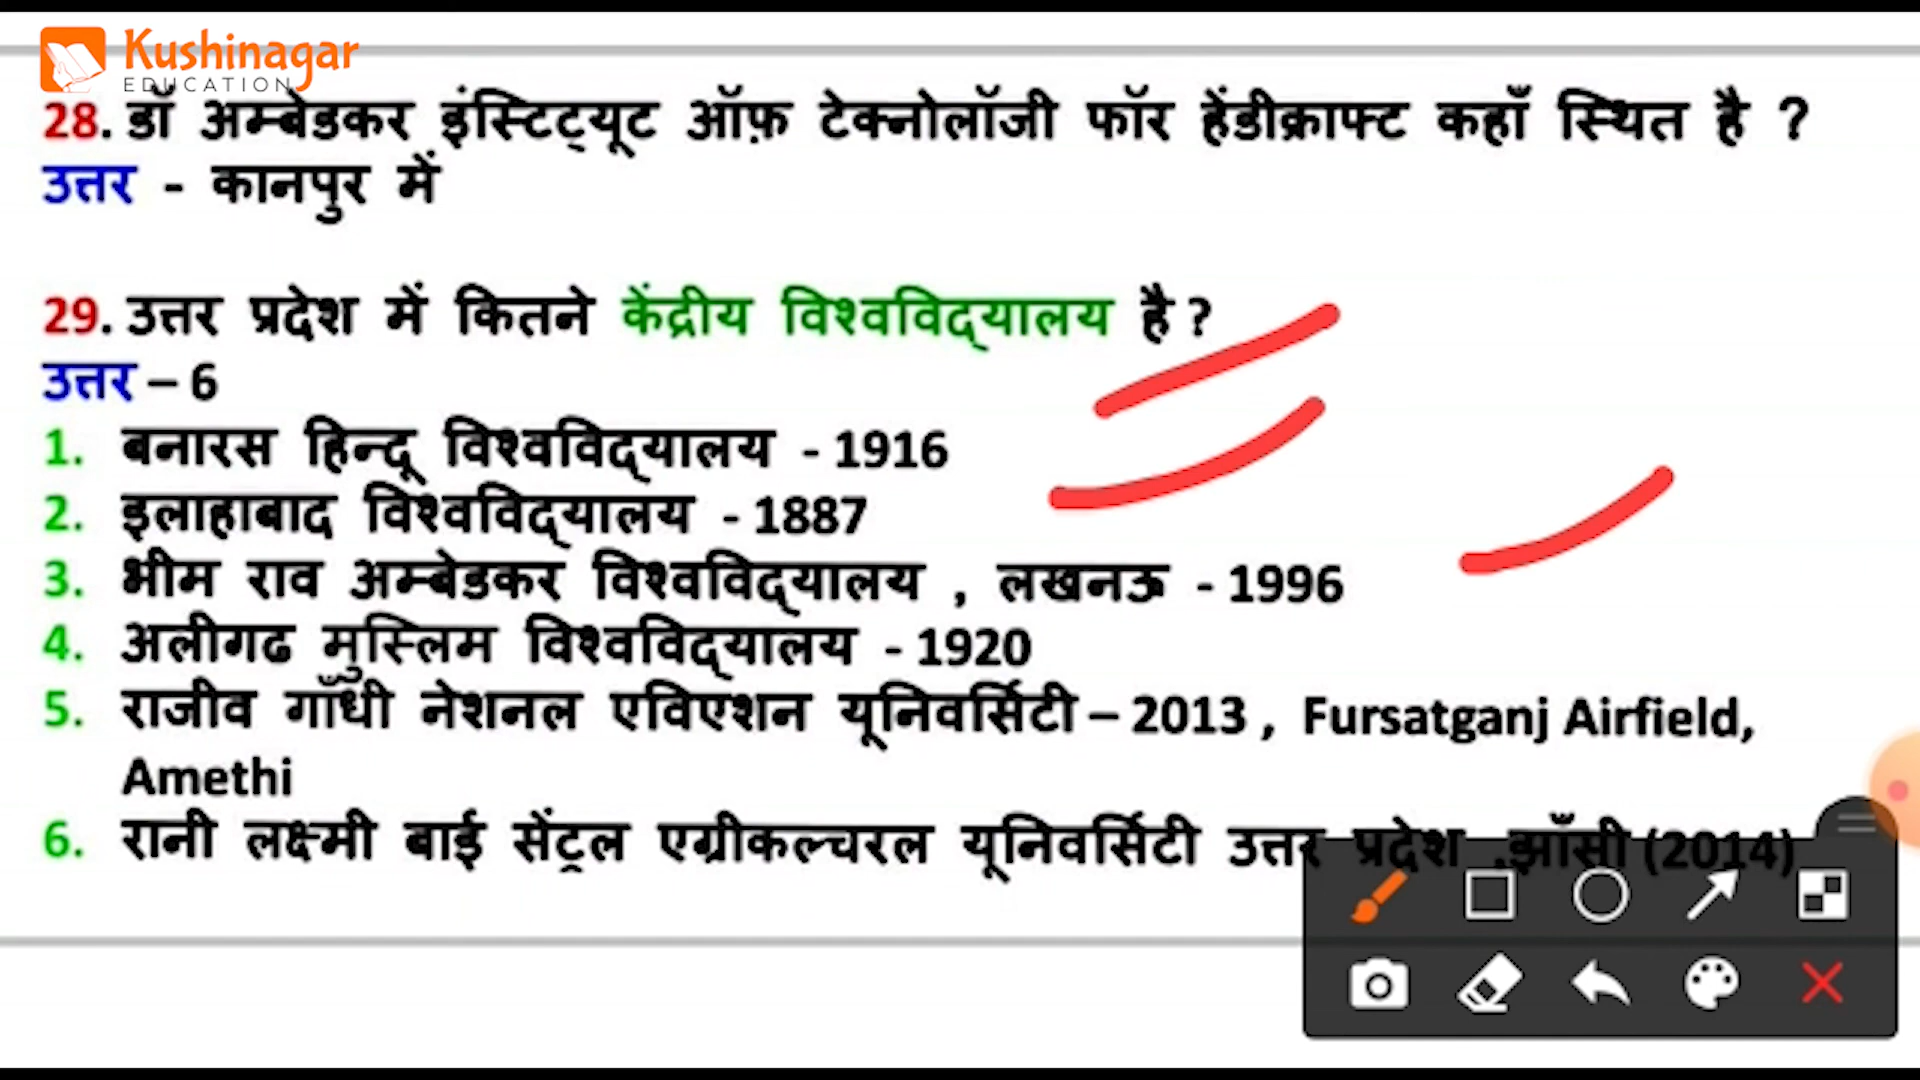 Kushinagar
EDUCATION
28. डॉ अम्बेडकर इंस्टिट्यूट ऑफ़ टेक्नोलॉजी फॉर हेंडीक्राफ्ट कहाँ स्थित है ?
उत्तर - कानपुर में
29. उत्तर प्रदेश में कितने केंद्रीय विश्वविद्यालय है ?
उत्तर – 6
1. बनारस हिन्दू विश्वविद्यालय - 1916
2. इलाहाबाद विश्वविद्यालय - 1887
3. भीम राव अम्बेडकर विश्वविद्यालय , लखनऊ - 1996
4. अलीगढ मुस्लिम विश्वविद्यालय - 1920
5. राजीव गाँधी नेशनल एविएशन यूनिवर्सिटी – 2013 , Fursatganj Airfield,
Amethi
6. रानी लक्ष्मी बाई सेंट्रल एग्रीकल्चरल यूनिवर्सिटी उत्तर प्रदेश ,झाँसी (2014)